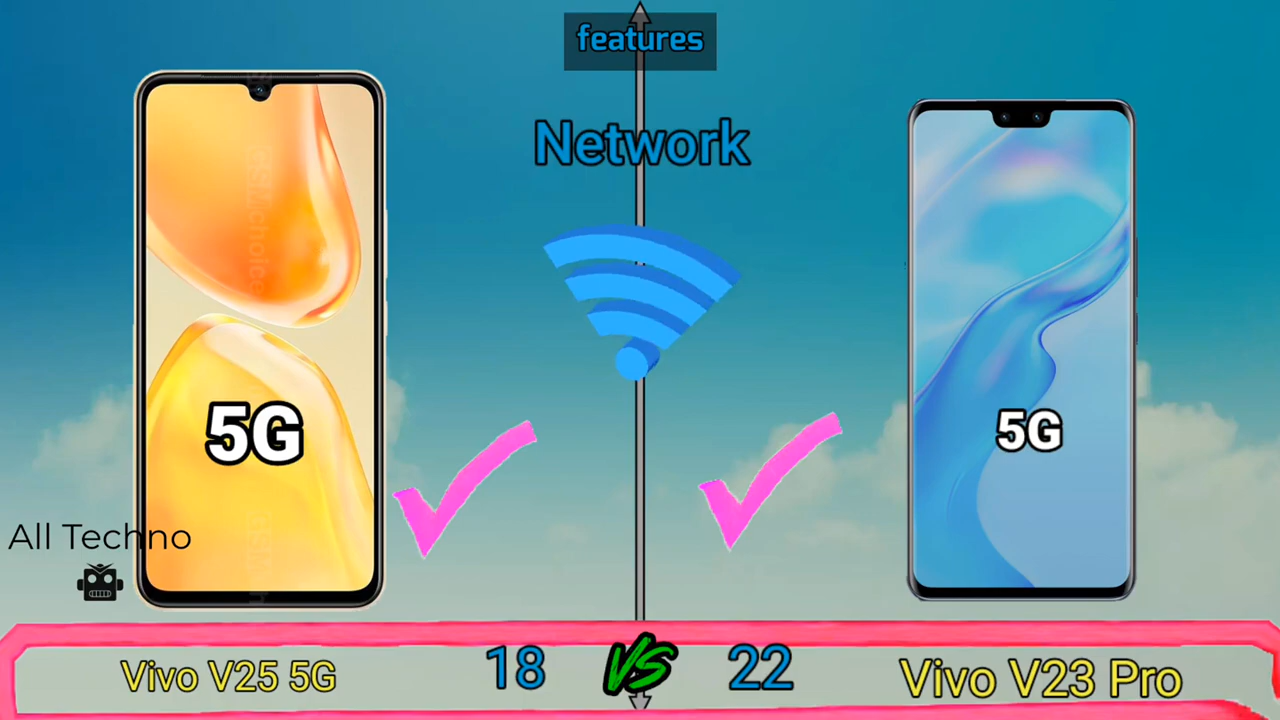 features
Network
5G
5G
All Techno
Vivo V25 5G
18
VS
22
Vivo V23 Pro